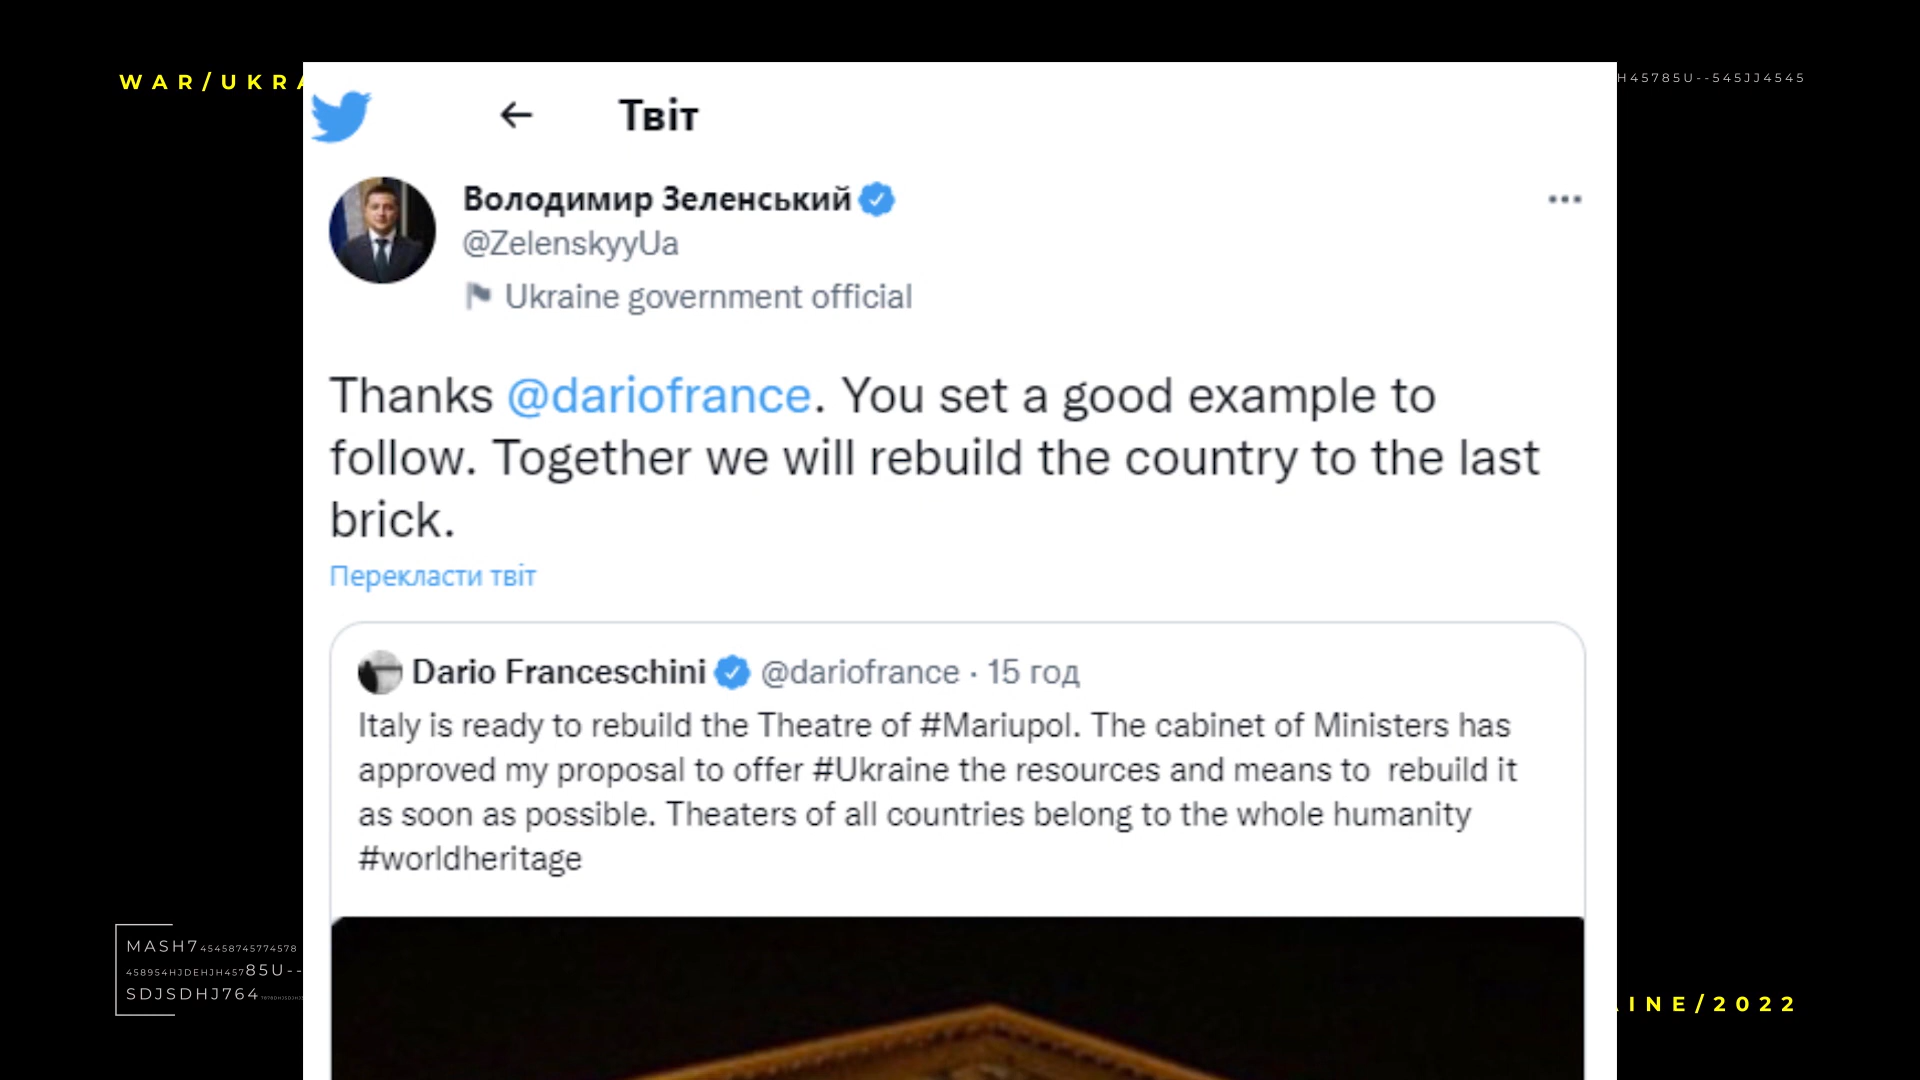 WAR/UKRA
H45785U--545JJ4545
Твіт
Володимир Зеленський
@ZelenskyyUa
Ukraine government official
Thanks @dariofrance. You set a good example to
follow. Together we will rebuild the country to the last
brick.
Перекласти твіт
Dario Franceschini @dariofrance · 15 год
Italy is ready to rebuild the Theatre of #Mariupol. The cabinet of Ministers has
approved my proposal to offer #Ukraine the resources and means to rebuild it
as soon as possible. Theaters of all countries belong to the whole humanity
#worldheritage
MASH745458745774578
458954HJDEHJH45785U--
SDJSDHJ764
INE/2022